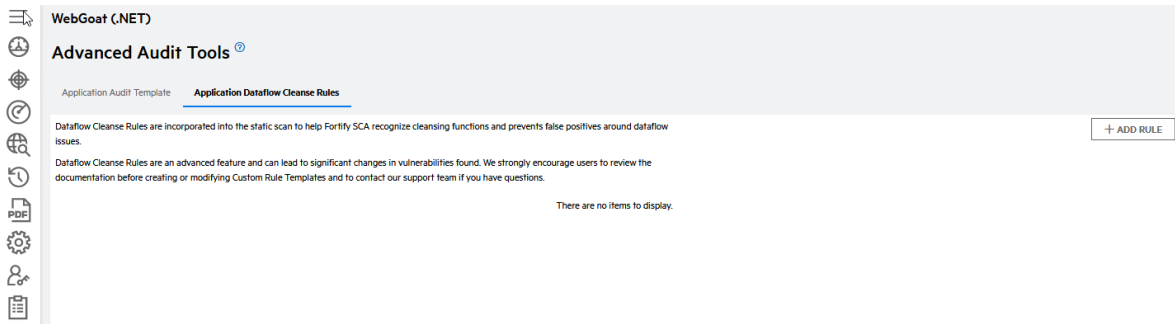 WebGoat (.NET)
Advanced Audit Tools ?
Application Audit Template Application Dataflow Cleanse Rules
Dataflow Cleanse Rules are incorporated into the static scan to help Fortify SCA recognize cleansing functions and prevents false positives around dataflow
issues.
+ ADD RULE
Dataflow Cleanse Rules are an advanced feature and can lead to significant changes in vulnerabilities found. We strongly encourage users to review the
documentation before creating or modifying Custom Rule Templates and to contact our support team if you have questions.
There are no items to display.
PDF